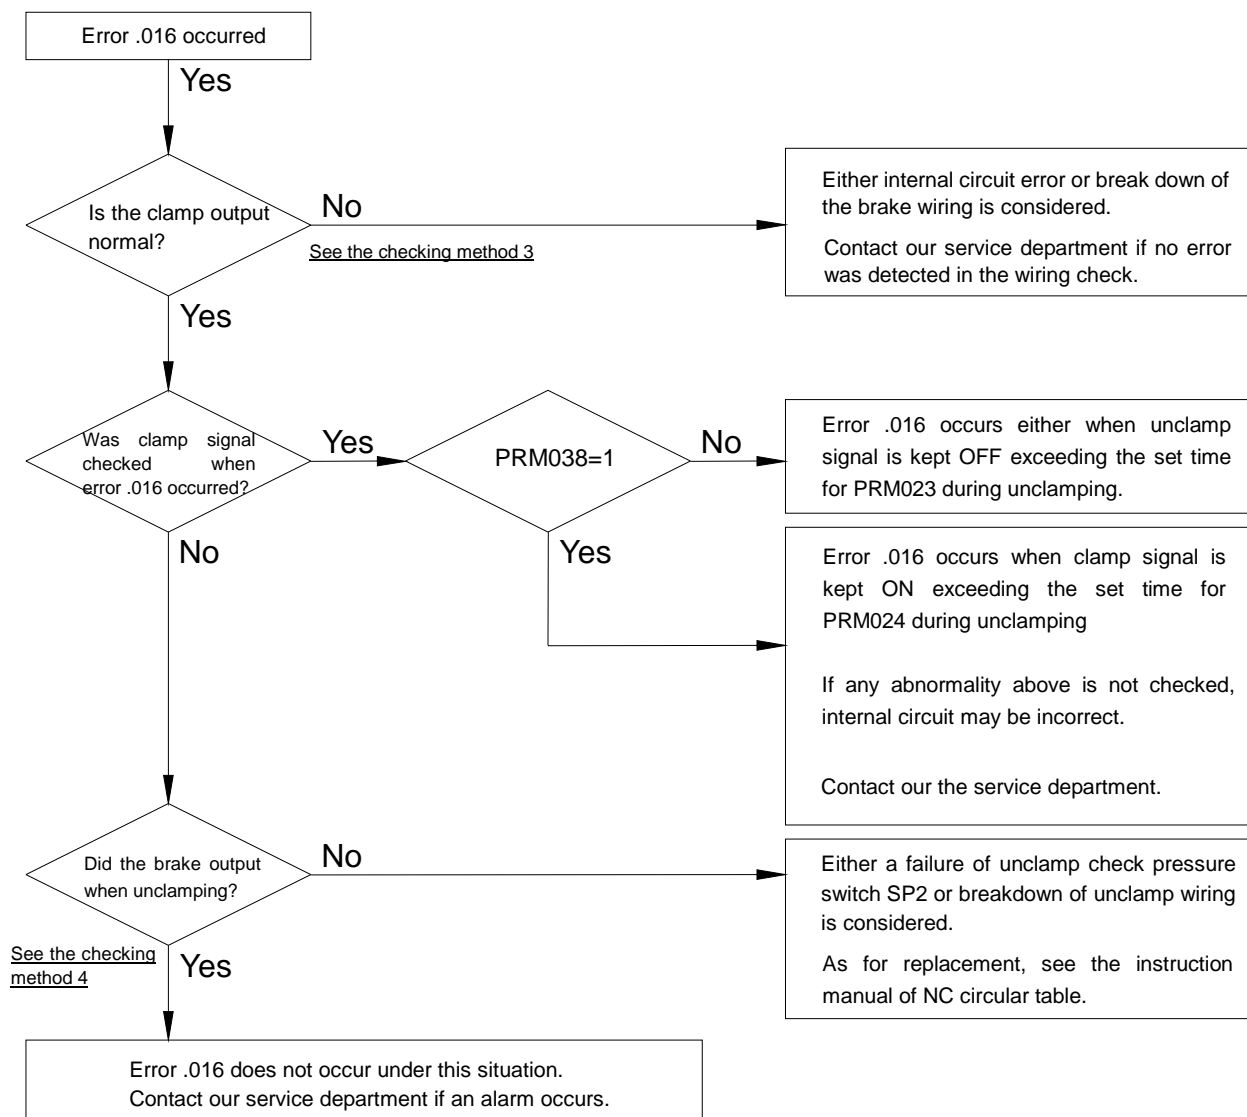 Error .016 occurred
Yes
Is the clamp output
normal?
No
See the checking method 3
Either internal circuit error or break down of
the brake wiring is considered.
Contact our service department if no error
was detected in the wiring check.
Yes
Was clamp signal
checked when
error .016 occurred?
Yes
PRM038=1
No
Error .016 occurs either when unclamp
signal is kept OFF exceeding the set time
for PRM023 during unclamping.
No
Yes
Error .016 occurs when clamp signal is
kept ON exceeding the set time for
PRM024 during unclamping
If any abnormality above is not checked,
internal circuit may be incorrect.
Contact our the service department.
Did the brake output
when unclamping?
No
Either a failure of unclamp check pressure
switch SP2 or breakdown of unclamp wiring
is considered.
As for replacement, see the instruction
manual of NC circular table.
See the checking
method 4
Yes
Error .016 does not occur under this situation.
Contact our service department if an alarm occurs.